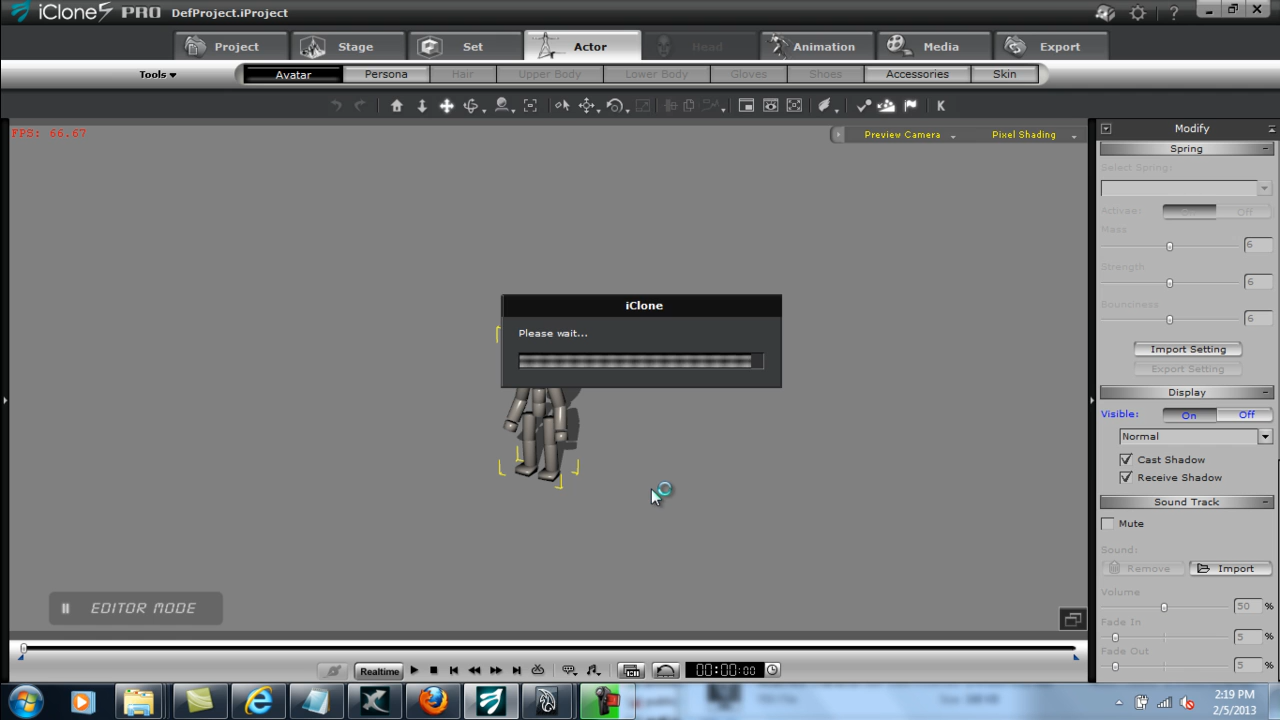 iClone5 PRO DefProject.iProject
Project Stage Set Actor Head Animation Media Export
Tools Avatar Persona Hair Upper Body Lower Body Gloves Shoes Accessories Skin
FPS: 66.67
Preview Camera Pixel Shading
Modify
Spring
Select Spring:
Activae: On Off
Mass
6
Strength
6
Bounciness
6
Import Setting
Export Setting
Display
Visible: On Off
Normal
Cast Shadow
Receive Shadow
Sound Track
Mute
Sound:
Remove Import
Volume
50 %
Fade In
5 %
Fade Out
5 %
iClone
Please wait...
EDITOR MODE
Realtime 00:00:00
2:19 PM
2/5/2013